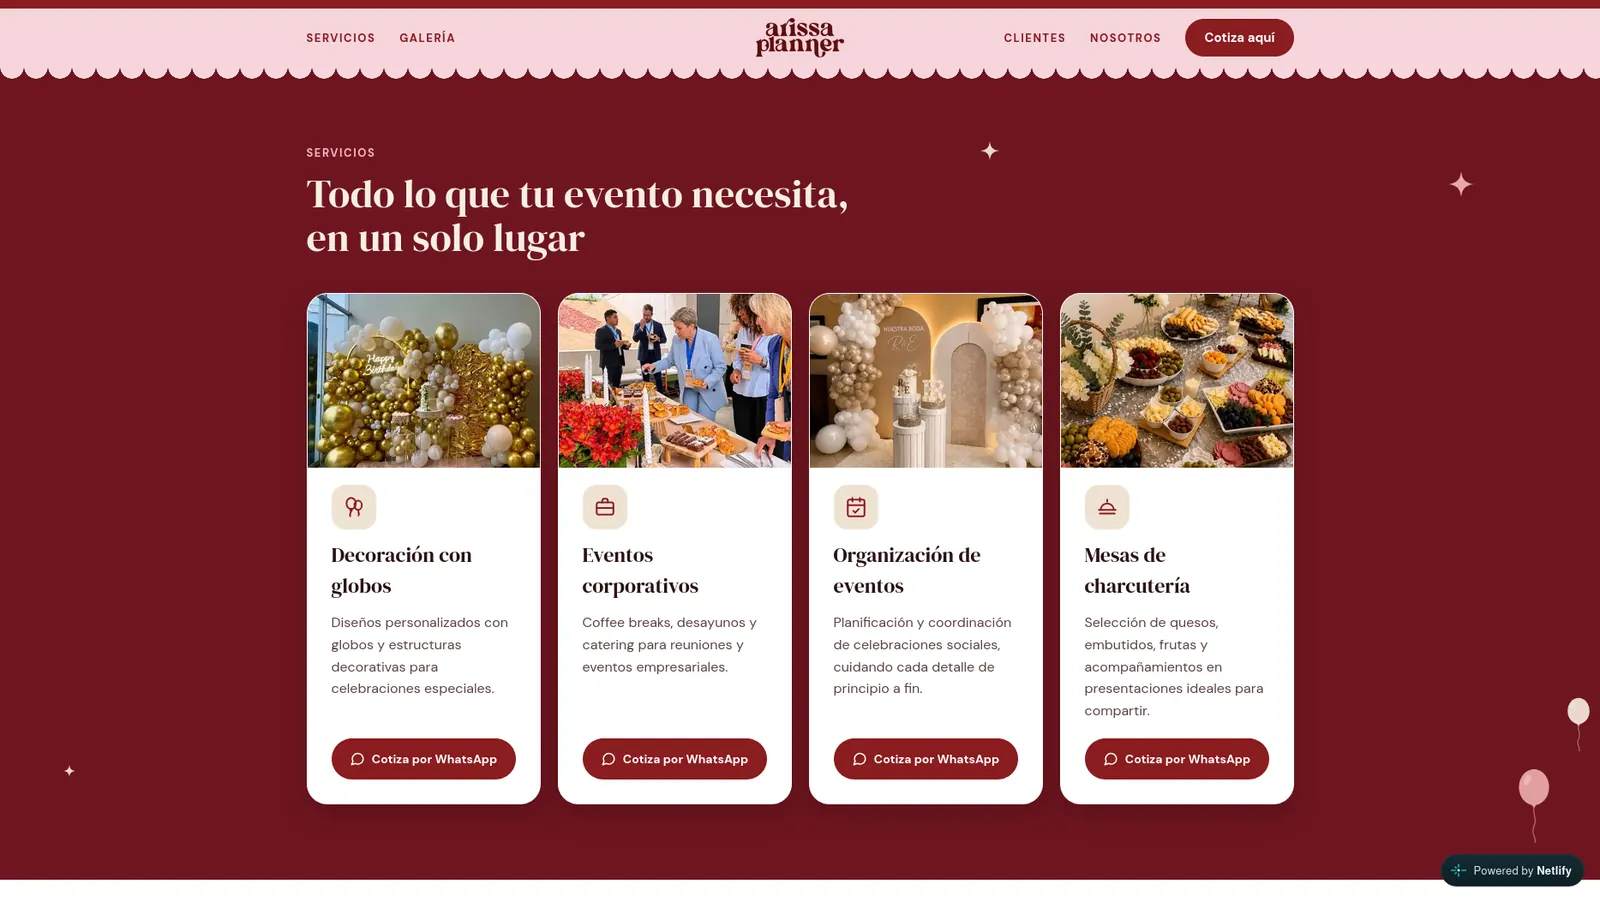 SERVICIOS
GALERÍA
arissa
planner
CLIENTES
NOSOTROS
Cotiza aquí
SERVICIOS
Todo lo que tu evento necesita,
en un solo lugar
Happy
Birthday
NUESTRA BODA
R&E
Decoración con
globos
Diseños personalizados con
globos y estructuras
decorativas para
celebraciones especiales.
Cotiza por WhatsApp
Eventos
corporativos
Coffee breaks, desayunos y
catering para reuniones y
eventos empresariales.
Cotiza por WhatsApp
Organización de
eventos
Planificación y coordinación
de celebraciones sociales,
cuidando cada detalle de
principio a fin.
Cotiza por WhatsApp
Mesas de
charcutería
Selección de quesos,
embutidos, frutas y
acompañamientos en
presentaciones ideales para
compartir.
Cotiza por WhatsApp
Powered by Netlify